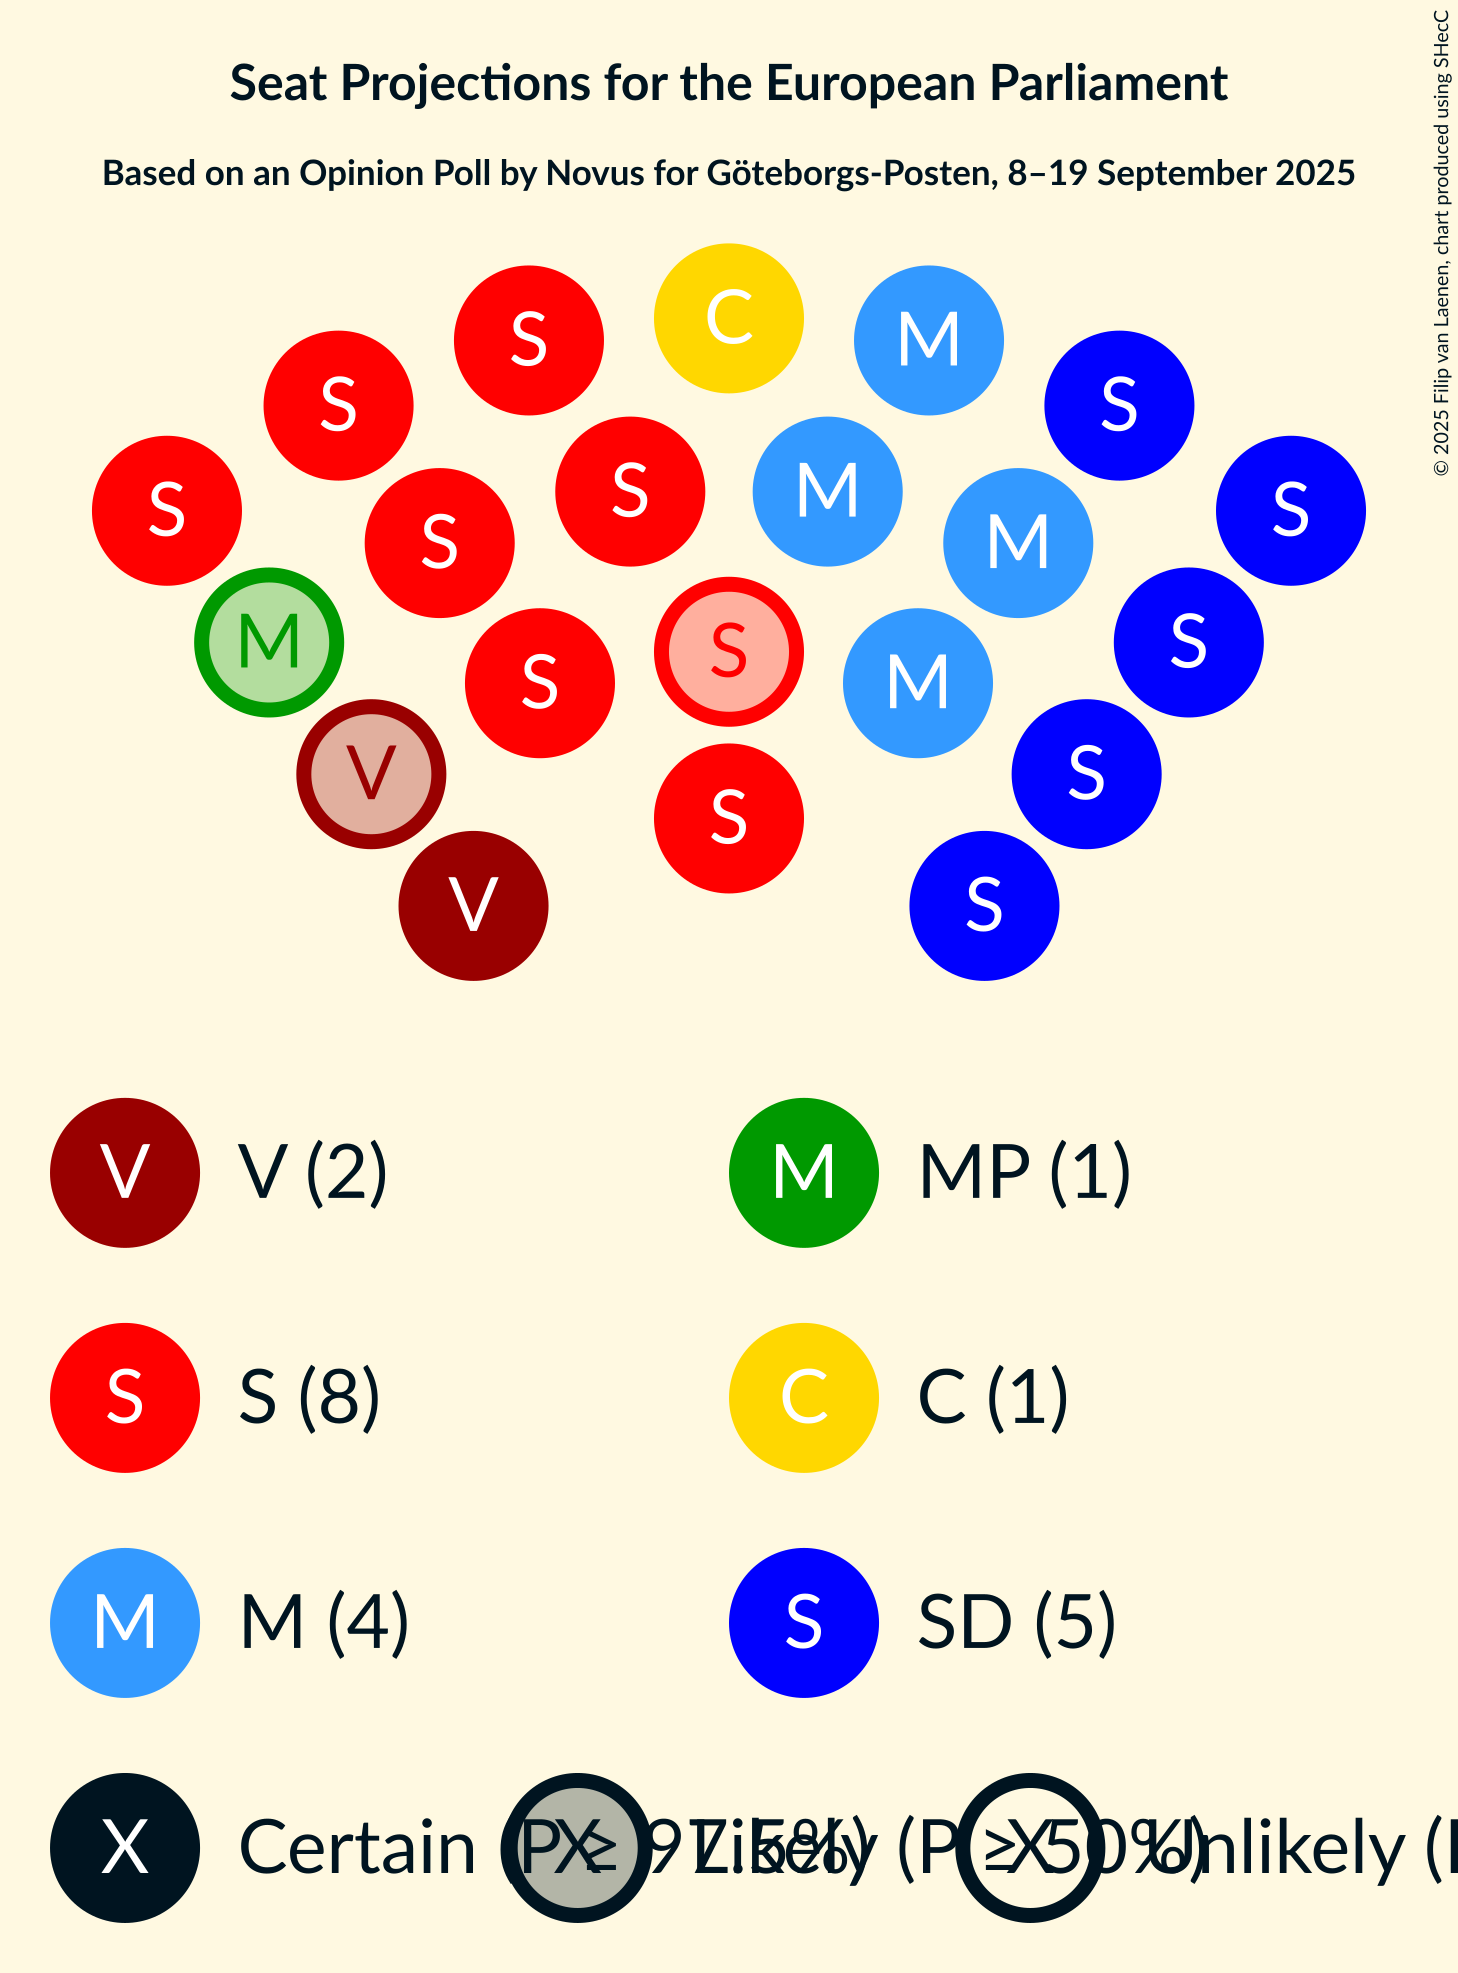 Seat Projections for the European Parliament
Based on an Opinion Poll by Novus for Göteborgs-Posten, 8–19 September 2025
© 2025 Filip van Laenen, chart produced using SHecC
C
S M
S S
S M
S S
S M
M S
S
S M
V S
S
V S
V V (2) M MP (1)
S S (8) C C (1)
M M (4) S SD (5)
X Certain (P ≥ 97.5%) X Likely (P ≥ 50%) X Unlikely (